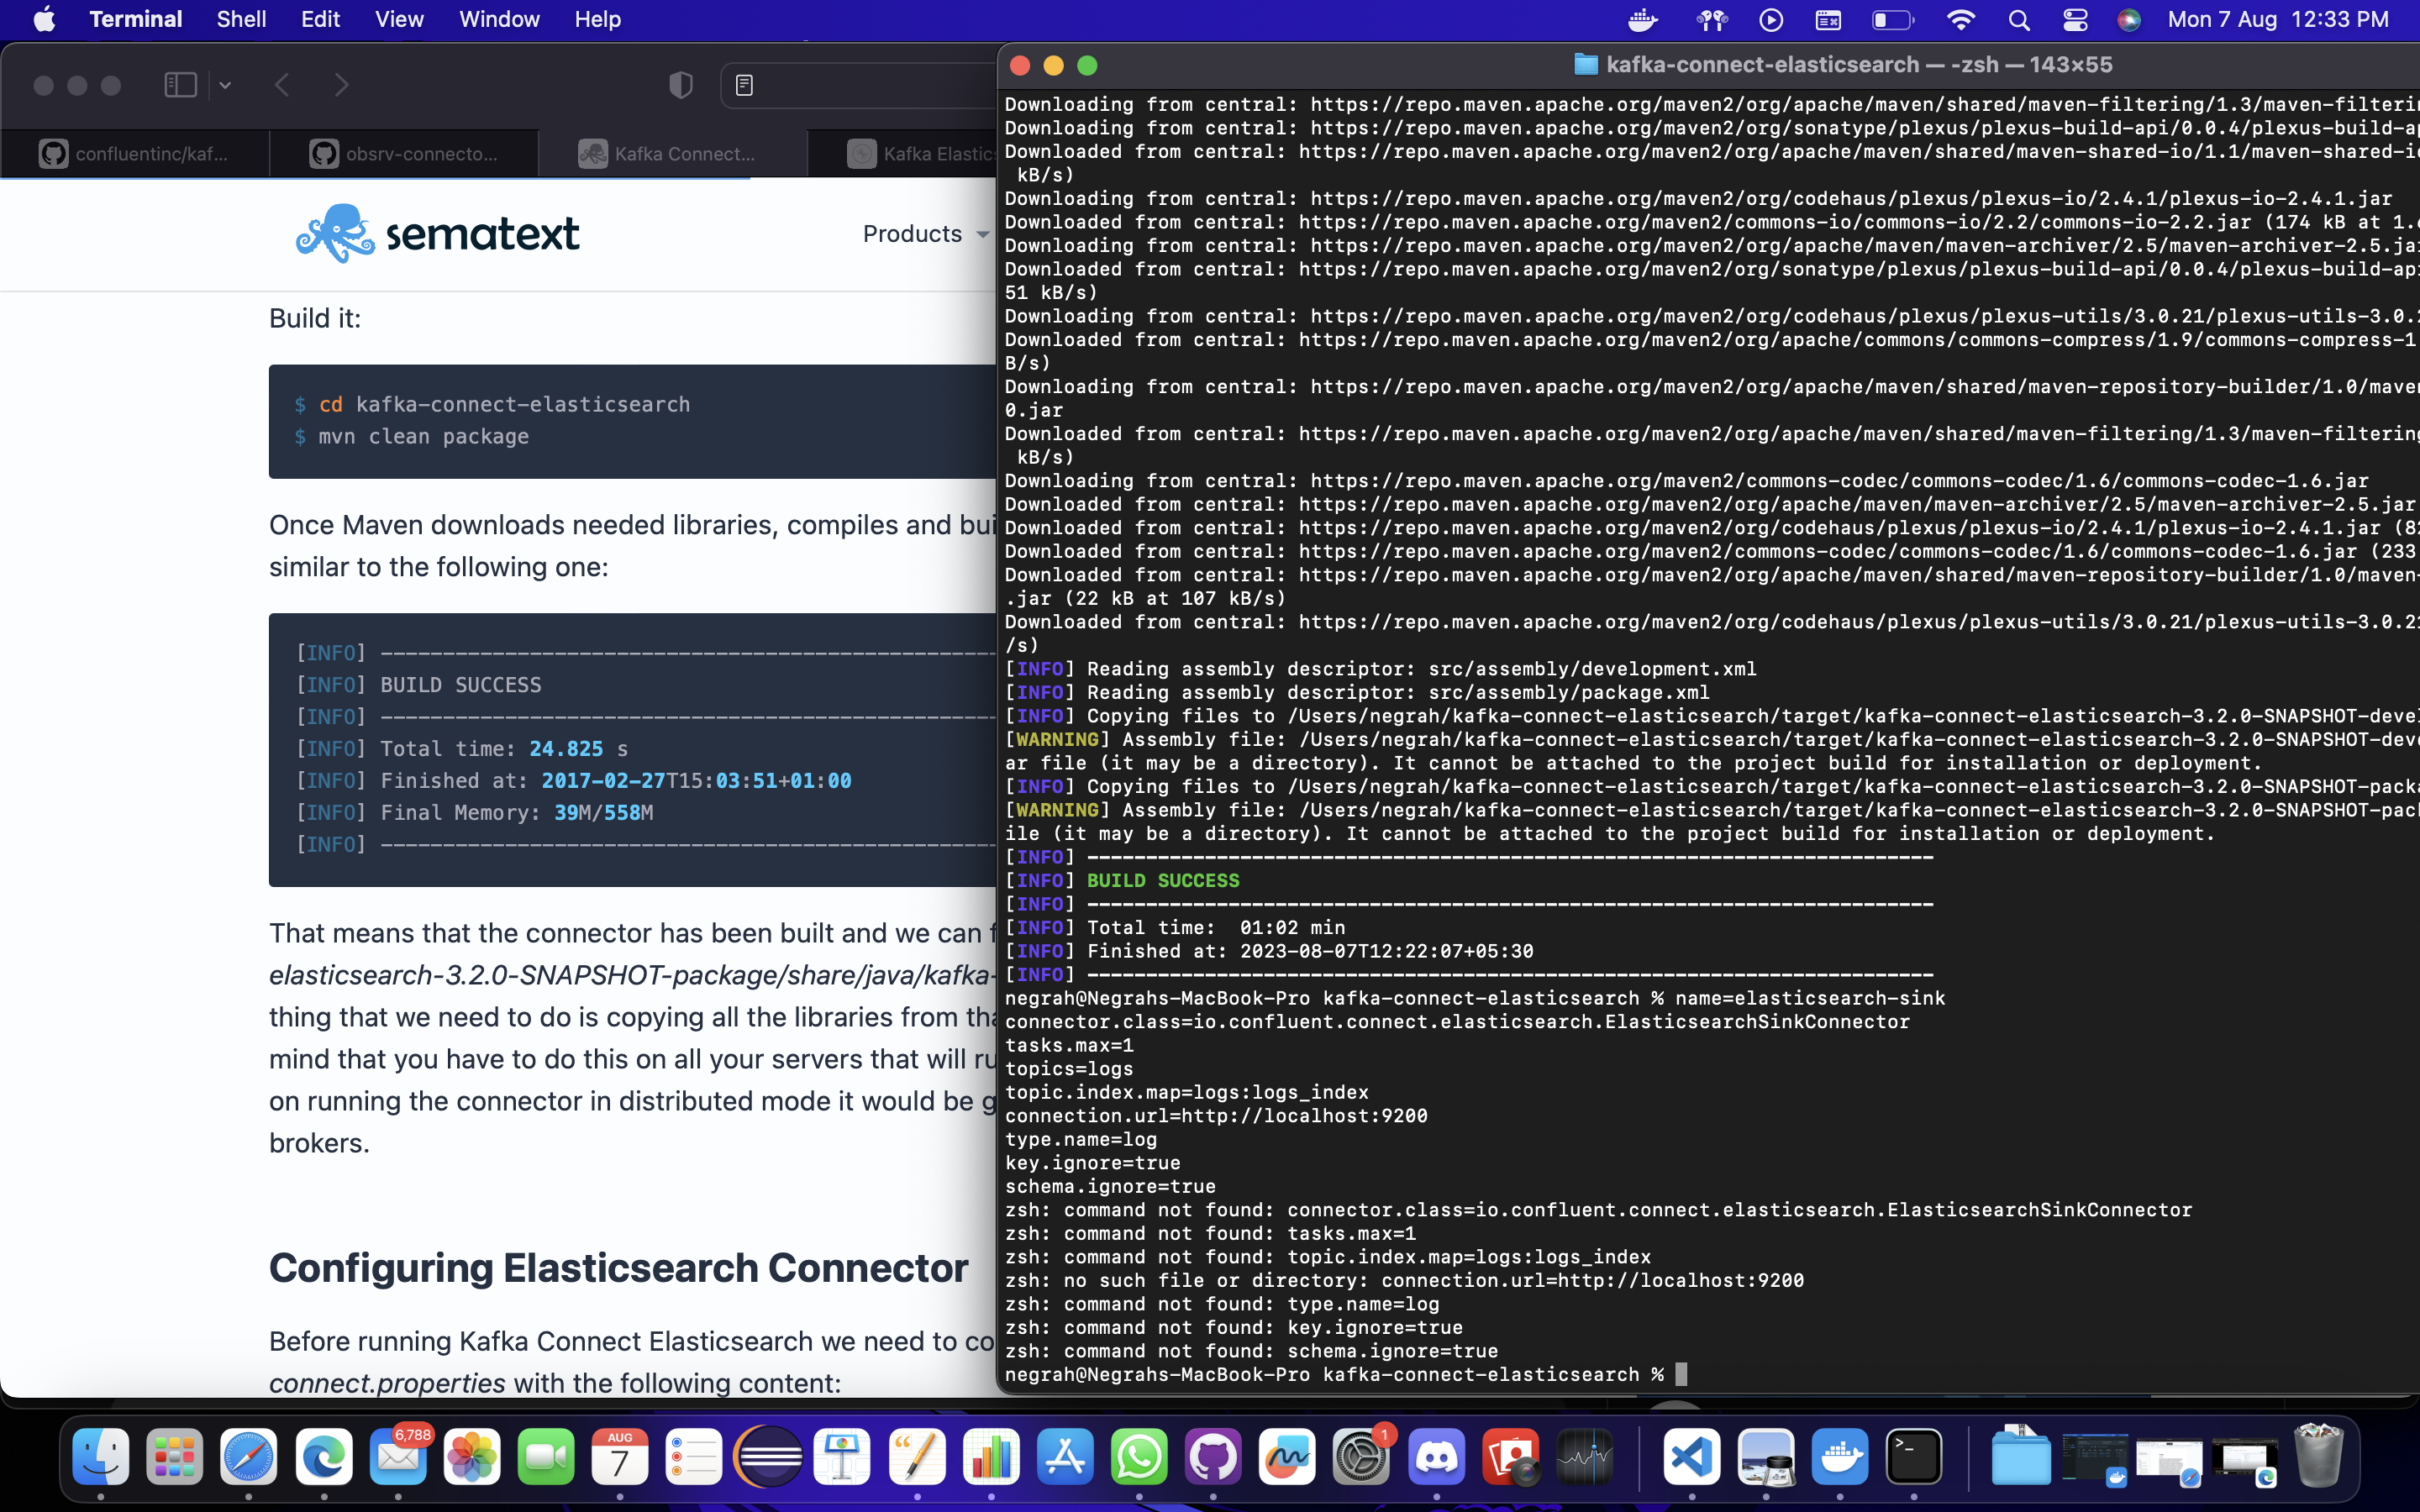 Terminal Shell Edit View Window Help
Mon 7 Aug 12:33 PM
confluentinc/kaf...
obsrv-connecto...
Kafka Connect...
Kafka Elastic
sematext
Products
Build it:
$ cd kafka-connect-elasticsearch
$ mvn clean package
Once Maven downloads needed libraries, compiles and bui
similar to the following one:
[INFO] ------------------------------------------------
[INFO] BUILD SUCCESS
[INFO] ------------------------------------------------
[INFO] Total time: 24.825 s
[INFO] Finished at: 2017-02-27T15:03:51+01:00
[INFO] Final Memory: 39M/558M
[INFO] ------------------------------------------------
That means that the connector has been built and we can f
elasticsearch-3.2.0-SNAPSHOT-package/share/java/kafka-
thing that we need to do is copying all the libraries from tha
mind that you have to do this on all your servers that will ru
on running the connector in distributed mode it would be g
brokers.
Configuring Elasticsearch Connector
Before running Kafka Connect Elasticsearch we need to co
connect.properties with the following content:
kafka-connect-elasticsearch — -zsh — 143×55
Downloading from central: https://repo.maven.apache.org/maven2/org/apache/maven/shared/maven-filtering/1.3/maven-filterin
Downloading from central: https://repo.maven.apache.org/maven2/org/sonatype/plexus/plexus-build-api/0.0.4/plexus-build-ap
Downloaded from central: https://repo.maven.apache.org/maven2/org/apache/maven/shared/maven-shared-io/1.1/maven-shared-io
kB/s)
Downloading from central: https://repo.maven.apache.org/maven2/org/codehaus/plexus/plexus-io/2.4.1/plexus-io-2.4.1.jar
Downloaded from central: https://repo.maven.apache.org/maven2/commons-io/commons-io/2.2/commons-io-2.2.jar (174 kB at 1.
Downloading from central: https://repo.maven.apache.org/maven2/org/apache/maven/maven-archiver/2.5/maven-archiver-2.5.jar
Downloaded from central: https://repo.maven.apache.org/maven2/org/sonatype/plexus/plexus-build-api/0.0.4/plexus-build-api
51 kB/s)
Downloading from central: https://repo.maven.apache.org/maven2/org/codehaus/plexus/plexus-utils/3.0.21/plexus-utils-3.0.2
Downloaded from central: https://repo.maven.apache.org/maven2/org/apache/commons/commons-compress/1.9/commons-compress-1
B/s)
Downloading from central: https://repo.maven.apache.org/maven2/org/apache/maven/shared/maven-repository-builder/1.0/maven
0.jar
Downloaded from central: https://repo.maven.apache.org/maven2/org/apache/maven/shared/maven-filtering/1.3/maven-filtering
kB/s)
Downloading from central: https://repo.maven.apache.org/maven2/commons-codec/commons-codec/1.6/commons-codec-1.6.jar
Downloaded from central: https://repo.maven.apache.org/maven2/org/apache/maven/maven-archiver/2.5/maven-archiver-2.5.jar
Downloaded from central: https://repo.maven.apache.org/maven2/org/codehaus/plexus/plexus-io/2.4.1/plexus-io-2.4.1.jar (82
Downloaded from central: https://repo.maven.apache.org/maven2/commons-codec/commons-codec/1.6/commons-codec-1.6.jar (233
Downloaded from central: https://repo.maven.apache.org/maven2/org/apache/maven/shared/maven-repository-builder/1.0/maven-
.jar (22 kB at 107 kB/s)
Downloaded from central: https://repo.maven.apache.org/maven2/org/codehaus/plexus/plexus-utils/3.0.21/plexus-utils-3.0.21
/s)
[INFO] Reading assembly descriptor: src/assembly/development.xml
[INFO] Reading assembly descriptor: src/assembly/package.xml
[INFO] Copying files to /Users/negrah/kafka-connect-elasticsearch/target/kafka-connect-elasticsearch-3.2.0-SNAPSHOT-devel
[WARNING] Assembly file: /Users/negrah/kafka-connect-elasticsearch/target/kafka-connect-elasticsearch-3.2.0-SNAPSHOT-deve
ar file (it may be a directory). It cannot be attached to the project build for installation or deployment.
[INFO] Copying files to /Users/negrah/kafka-connect-elasticsearch/target/kafka-connect-elasticsearch-3.2.0-SNAPSHOT-packa
[WARNING] Assembly file: /Users/negrah/kafka-connect-elasticsearch/target/kafka-connect-elasticsearch-3.2.0-SNAPSHOT-pack
ile (it may be a directory). It cannot be attached to the project build for installation or deployment.
[INFO] ------------------------------------------------------------------------
[INFO] BUILD SUCCESS
[INFO] ------------------------------------------------------------------------
[INFO] Total time:  01:02 min
[INFO] Finished at: 2023-08-07T12:22:07+05:30
[INFO] ------------------------------------------------------------------------
negrah@Negrahs-MacBook-Pro kafka-connect-elasticsearch % name=elasticsearch-sink
connector.class=io.confluent.connect.elasticsearch.ElasticsearchSinkConnector
tasks.max=1
topics=logs
topic.index.map=logs:logs_index
connection.url=http://localhost:9200
type.name=log
key.ignore=true
schema.ignore=true
zsh: command not found: connector.class=io.confluent.connect.elasticsearch.ElasticsearchSinkConnector
zsh: command not found: tasks.max=1
zsh: command not found: topic.index.map=logs:logs_index
zsh: no such file or directory: connection.url=http://localhost:9200
zsh: command not found: type.name=log
zsh: command not found: key.ignore=true
zsh: command not found: schema.ignore=true
negrah@Negrahs-MacBook-Pro kafka-connect-elasticsearch %
6,788
AUG
7
1